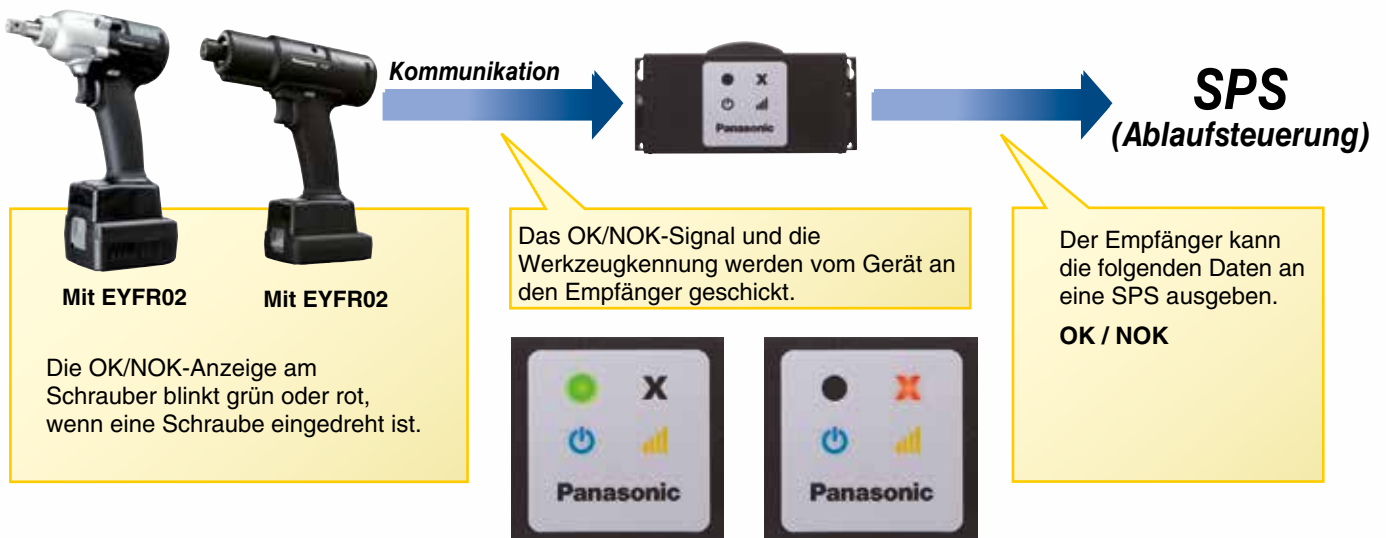 Kommunikation
Panasonic
SPS
(Ablaufsteuerung)
Mit EYFR02
Mit EYFR02
Die OK/NOK-Anzeige am
Schrauber blinkt grün oder rot,
wenn eine Schraube eingedreht ist.
Das OK/NOK-Signal und die
Werkzeugkennung werden vom Gerät an
den Empfänger geschickt.
X
Panasonic
X
Panasonic
Der Empfänger kann
die folgenden Daten an
eine SPS ausgeben.
OK / NOK